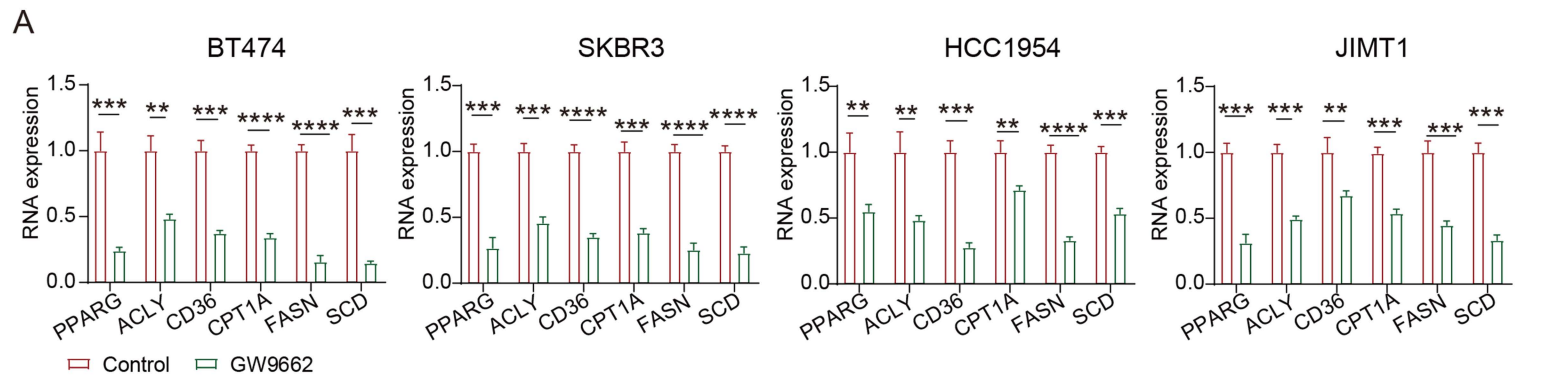 A
BT474
RNA expression
1.5
1.0
0.5
0.0
*** ** *** **** **** ***
PPARG ACLY CD36 CPT1A FASN SCD
SKBR3
RNA expression
1.5
1.0
0.5
0.0
*** *** **** *** **** ****
PPARG ACLY CD36 CPT1A FASN SCD
HCC1954
RNA expression
1.5
1.0
0.5
0.0
** ** *** ** **** ***
PPARG ACLY CD36 CPT1A FASN SCD
JIMT1
RNA expression
1.5
1.0
0.5
0.0
*** *** ** *** *** ***
PPARG ACLY CD36 CPT1A FASN SCD
Control GW9662